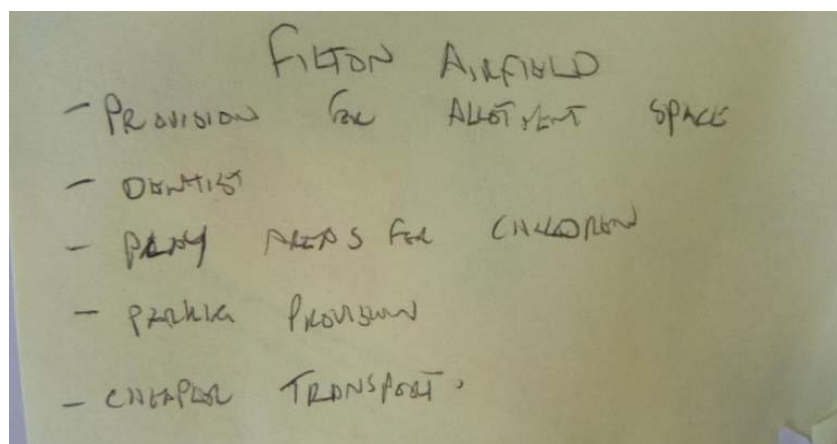 FILTON AIRFIELD
- PROVISION FOR ALLOTMENT SPACE
- DENTIST
- PLAY AREAS FOR CHILDREN
- PARKING PROVISION
- CHEAPER TRANSPORT.